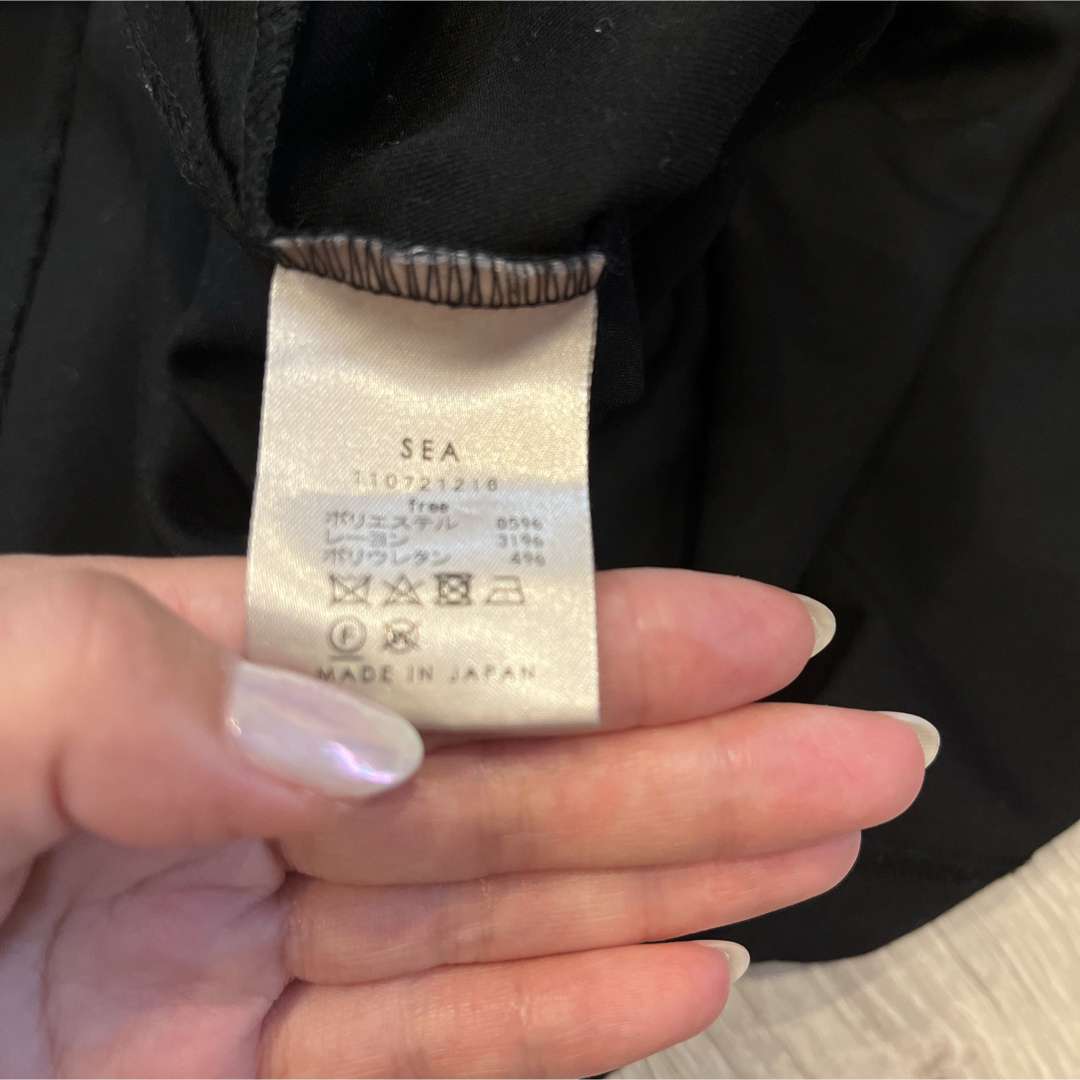 SEA
110721218
free
ポリエステル 65%
レーヨン 31%
ポリウレタン 4%
F W
MADE IN JAPAN